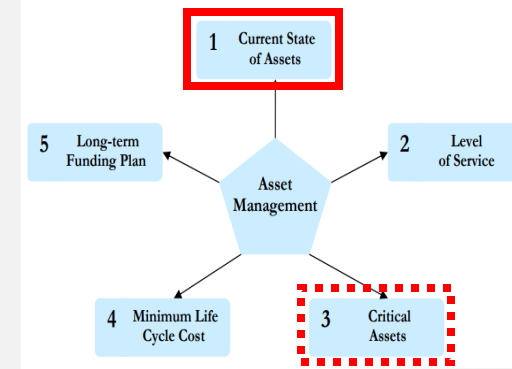 1 Current State
of Assets
2 Level
of Service
3 Critical
Assets
4 Minimum Life
Cycle Cost
5 Long-term
Funding Plan
Asset
Management